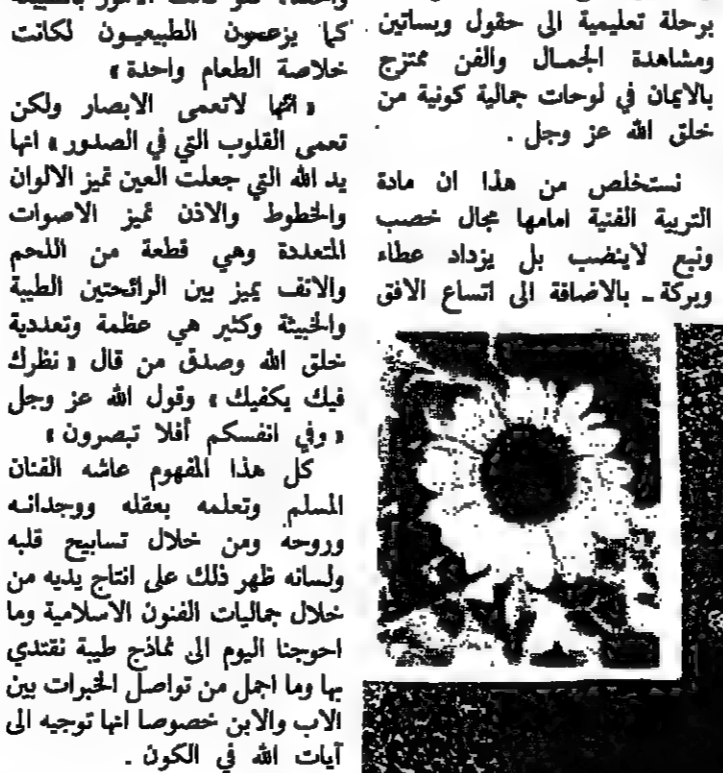 برحلة تعليمية الى حقول وبساتين
ومشاهدة الجمال والفن ممتزج
بالايمان في لوحات جمالية كونية من
خلق الله عز وجل .
نستخلص من هذا ان مادة
التربية الفنية امامها مجال خصب
ونبع لاينضب بل يزداد عطاء
وبركة ـ بالاضافة الى اتساع الافق
كما يزعمون الطبيعيون لكانت
خلاصة الطعام واحدة »
« انها لاتعمى الابصار ولكن
تعمى القلوب التي في الصدور » انها
يد الله التي جعلت العين تميز الالوان
والخطوط والاذن تميز الاصوات
المتعددة وهي قطعة من اللحم
والانف يميز بين الرائحتين الطيبة
والخبيثة وكثير هي عظمة وتعددية
خلق الله وصدق من قال « نظرك
فيك يكفيك » وقول الله عز وجل
« وفي انفسكم أفلا تبصرون »
كل هذا المفهوم عاشه الفنان
المسلم وتعلمه بعقله ووجدانه
وروحه ومن خلال تسابيح قلبه
ولسانه ظهر ذلك على انتاج يديه من
خلال جماليات الفنون الاسلامية وما
احوجنا اليوم الى نماذج طيبة نقتدي
بها وما اجمل من تواصل الخبرات بين
الاب والابن خصوصا انها توجيه الى
آيات الله في الكون .